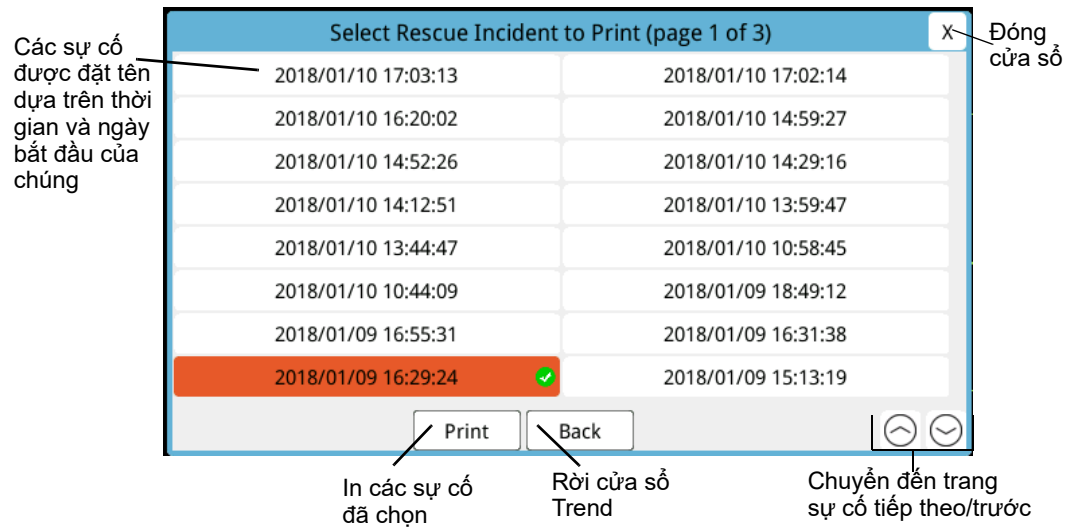 Select Rescue Incident to Print (page 1 of 3)
X
Đóng
cửa sổ
Các sự cố
được đặt tên
dựa trên thời
gian và ngày
bắt đầu của
chúng
2018/01/10 17:03:13
2018/01/10 17:02:14
2018/01/10 16:20:02
2018/01/10 14:59:27
2018/01/10 14:52:26
2018/01/10 14:29:16
2018/01/10 14:12:51
2018/01/10 13:59:47
2018/01/10 13:44:47
2018/01/10 10:58:45
2018/01/10 10:44:09
2018/01/09 18:49:12
2018/01/09 16:55:31
2018/01/09 16:31:38
2018/01/09 16:29:24
2018/01/09 15:13:19
Print
Back
In các sự cố
đã chọn
Rời cửa sổ
Trend
Chuyển đến trang
sự cố tiếp theo/trước